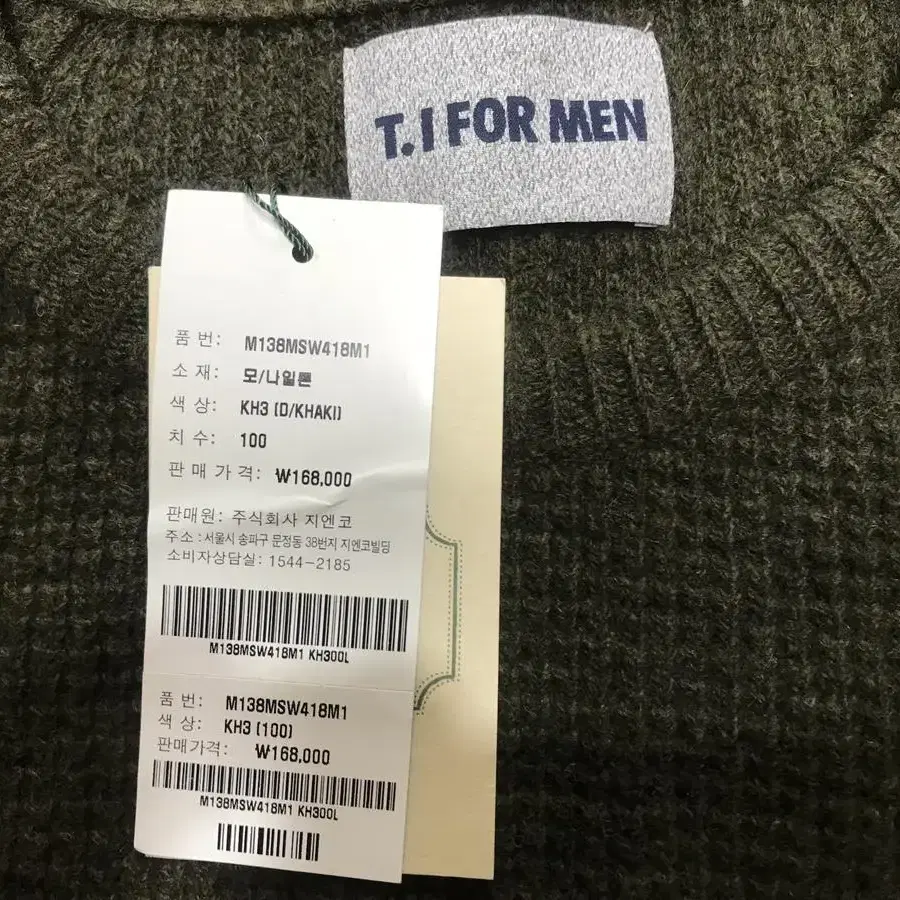 T.I FOR MEN
품 번: M138MSW418M1
소 재: 모/나일론
색 상: KH3 (D/KHAKI)
치 수: 100
판 매 가 격: ₩168,000
판매원: 주식회사 지엔코
주소 : 서울시 송파구 문정동 38번지 지엔코빌딩
소비자상담실: 1544-2185
M138MSW418M1 KH300L
품 번: M138MSW418M1
색 상: KH3 (100)
판매가격: ₩168,000
M138MSW418M1 KH300L